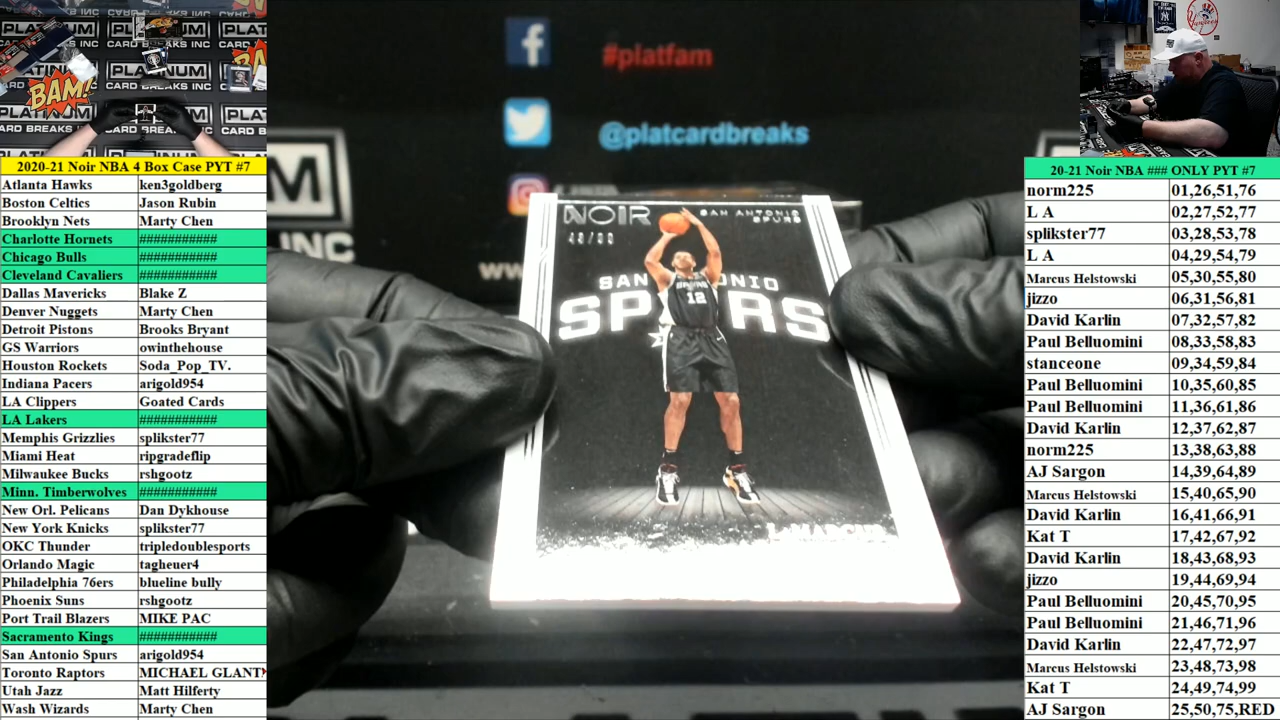 PLATINUM
CARD BREAKS INC
BAM!
2020-21 Noir NBA 4 Box Case PYT #7
Atlanta Hawks ken3goldberg
Boston Celtics Jason Rubin
Brooklyn Nets Marty Chen
Charlotte Hornets ###########
Chicago Bulls ###########
Cleveland Cavaliers ###########
Dallas Mavericks Blake Z
Denver Nuggets Marty Chen
Detroit Pistons Brooks Bryant
GS Warriors owinthehouse
Houston Rockets Soda_Pop_TV.
Indiana Pacers arigold954
LA Clippers Goated Cards
LA Lakers ###########
Memphis Grizzlies splikster77
Miami Heat ripgradeflip
Milwaukee Bucks rshgootz
Minn. Timberwolves ###########
New Orl. Pelicans Dan Dykhouse
New York Knicks splikster77
OKC Thunder tripledoublesports
Orlando Magic tagheuer4
Philadelphia 76ers blueline bully
Phoenix Suns rshgootz
Port Trail Blazers MIKE PAC
Sacramento Kings ###########
San Antonio Spurs arigold954
Toronto Raptors MICHAEL GLANT
Utah Jazz Matt Hilferty
Wash Wizards Marty Chen
#platfam
@platcardbreaks
NOIR
SAN ANTONIO
SPURS
SAN ONIO
SP RS
12
20-21 Noir NBA ### ONLY PYT #7
norm225 01,26,51,76
L A 02,27,52,77
splikster77 03,28,53,78
L A 04,29,54,79
Marcus Helstowski 05,30,55,80
jizzo 06,31,56,81
David Karlin 07,32,57,82
Paul Belluomini 08,33,58,83
stanceone 09,34,59,84
Paul Belluomini 10,35,60,85
Paul Belluomini 11,36,61,86
David Karlin 12,37,62,87
norm225 13,38,63,88
AJ Sargon 14,39,64,89
Marcus Helstowski 15,40,65,90
David Karlin 16,41,66,91
Kat T 17,42,67,92
David Karlin 18,43,68,93
jizzo 19,44,69,94
Paul Belluomini 20,45,70,95
Paul Belluomini 21,46,71,96
David Karlin 22,47,72,97
Marcus Helstowski 23,48,73,98
Kat T 24,49,74,99
AJ Sargon 25,50,75,RED